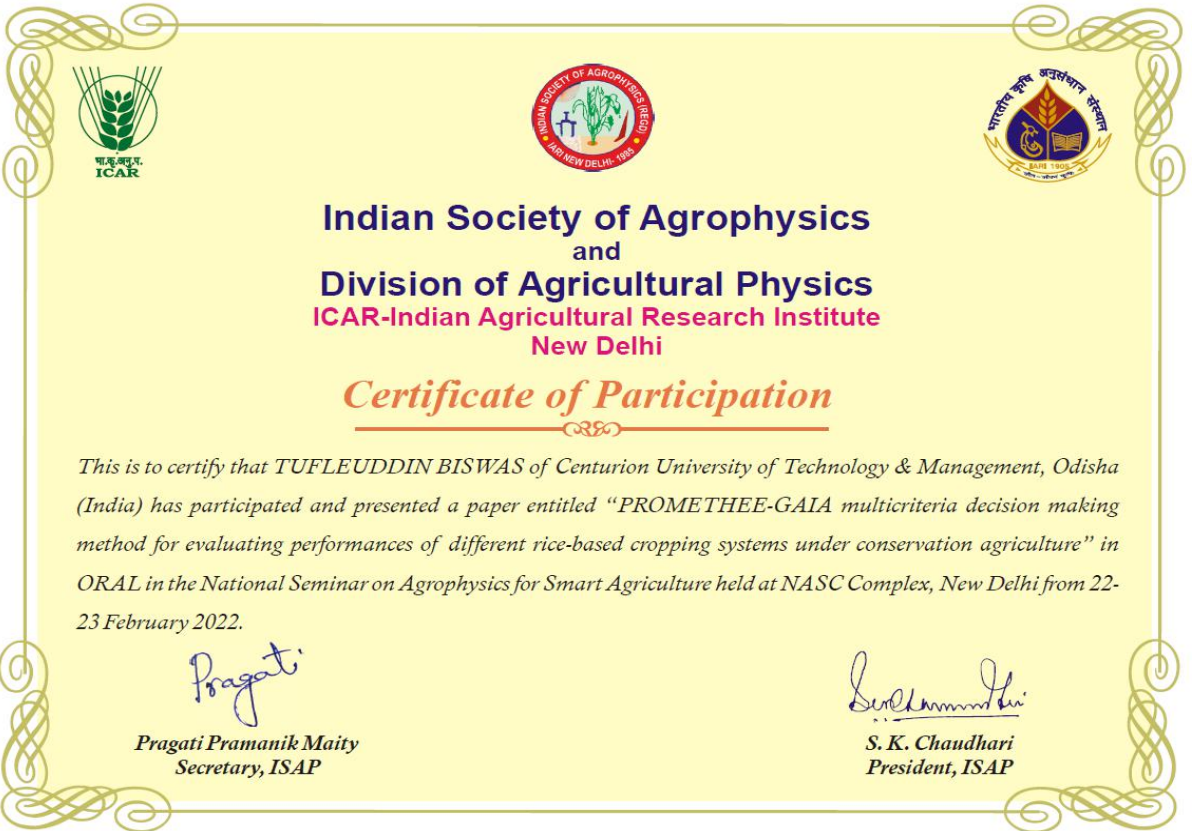 भा.कृ.अनु.प.
ICAR
INDIAN SOCIETY OF AGROPHYSICS (REGD)
IARI NEW DELHI- 1995
भारतीय कृषि अनुसंधान संस्थान
IARI 1905
Indian Society of Agrophysics
and
Division of Agricultural Physics
ICAR-Indian Agricultural Research Institute
New Delhi
Certificate of Participation
This is to certify that TUFLEUDDIN BISWAS of Centurion University of Technology & Management, Odisha
(India) has participated and presented a paper entitled “PROMETHEE-GAIA multicriteria decision making
method for evaluating performances of different rice-based cropping systems under conservation agriculture” in
ORAL in the National Seminar on Agrophysics for Smart Agriculture held at NASC Complex, New Delhi from 22-
23 February 2022.
Pragati
Pragati Pramanik Maity
Secretary, ISAP
S. K. Chaudhari
President, ISAP